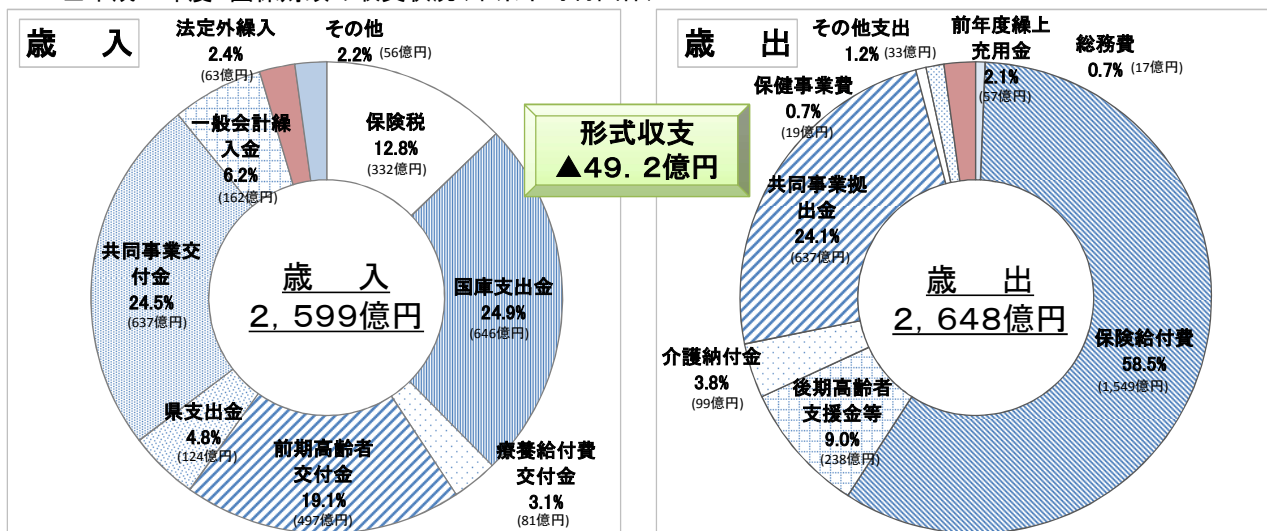 歳　入
法定外繰入
2.4%
(63億円)
その他
2.2% (56億円)
保険税
12.8%
(332億円)
一般会計繰
入金
6.2%
(162億円)
共同事業交
付金
24.5%
(637億円)
歳　入
2，599億円
国庫支出金
24.9%
(646億円)
県支出金
4.8%
(124億円)
前期高齢者
交付金
19.1%
(497億円)
療養給付費
交付金
3.1%
(81億円)
形式収支
▲49．2億円
歳　出
その他支出
1.2% (33億円)
前年度繰上
充用金
2.1%
(57億円)
総務費
0.7% (17億円)
保健事業費
0.7%
(19億円)
共同事業拠
出金
24.1%
(637億円)
歳　出
2，648億円
保険給付費
58.5%
(1,549億円)
介護納付金
3.8%
(99億円)
後期高齢者
支援金等
9.0%
(238億円)